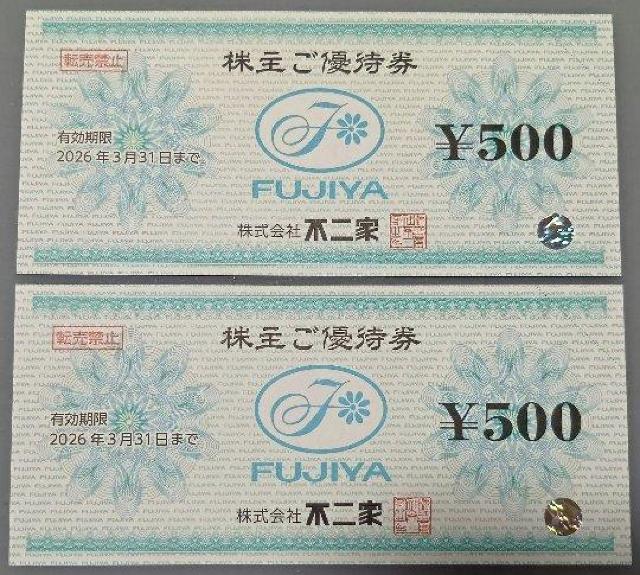 転売禁止
株主ご優待券
有効期限
2026年3月31日まで
¥500
FUJIYA
株式会社 不二家
転売禁止
株主ご優待券
有効期限
2026年3月31日まで
¥500
FUJIYA
株式会社 不二家